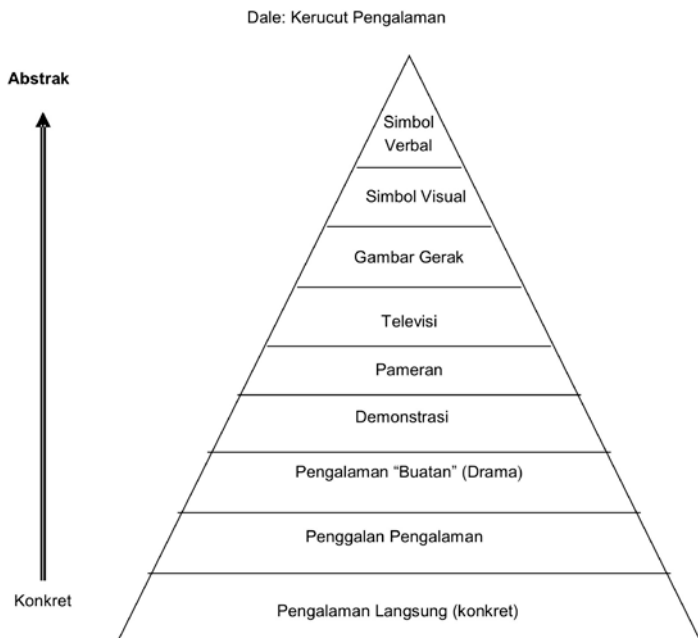 Dale: Kerucut Pengalaman
Abstrak
Simbol
Verbal
Simbol Visual
Gambar Gerak
Televisi
Pameran
Demonstrasi
Pengalaman “Buatan” (Drama)
Penggalan Pengalaman
Konkret
Pengalaman Langsung (konkret)